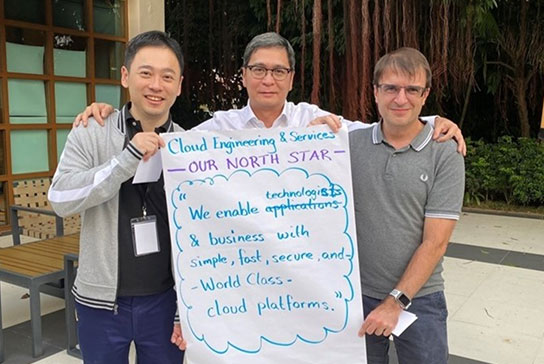 Cloud Engineering & Services
- OUR NORTH STAR -
technologists
"We enable applications
& business with
simple, fast, secure, and -
- World Class -
cloud platforms."